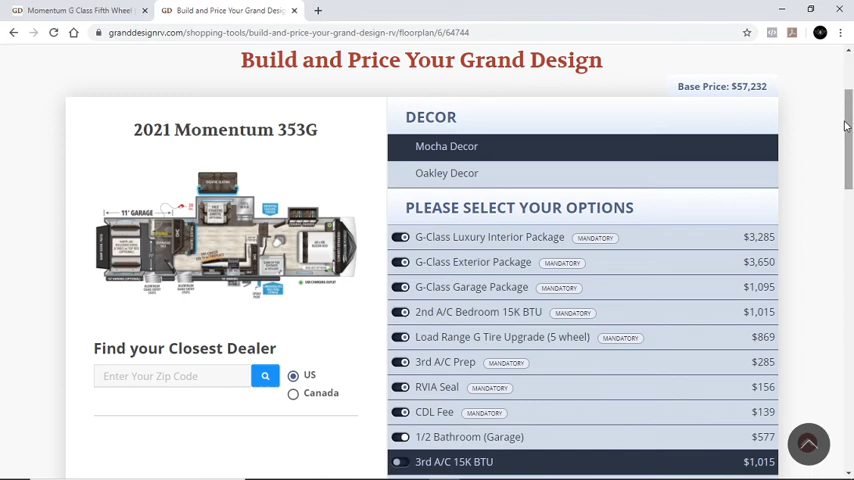 GD Momentum G Class Fifth Wheel
GD Build and Price Your Grand Desi
granddesignrv.com/shopping-tools/build-and-price-your-grand-design-rv/floorplan/6/64744
Build and Price Your Grand Design
Base Price: $57,232
2021 Momentum 353G
11' GARAGE
Find your Closest Dealer
Enter Your Zip Code
US
Canada
DECOR
Mocha Decor
Oakley Decor
PLEASE SELECT YOUR OPTIONS
G-Class Luxury Interior Package MANDATORY $3,285
G-Class Exterior Package MANDATORY $3,650
G-Class Garage Package MANDATORY $1,095
2nd A/C Bedroom 15K BTU MANDATORY $1,015
Load Range G Tire Upgrade (5 wheel) MANDATORY $869
3rd A/C Prep MANDATORY $285
RVIA Seal MANDATORY $156
CDL Fee MANDATORY $139
1/2 Bathroom (Garage) $577
3rd A/C 15K BTU $1,015